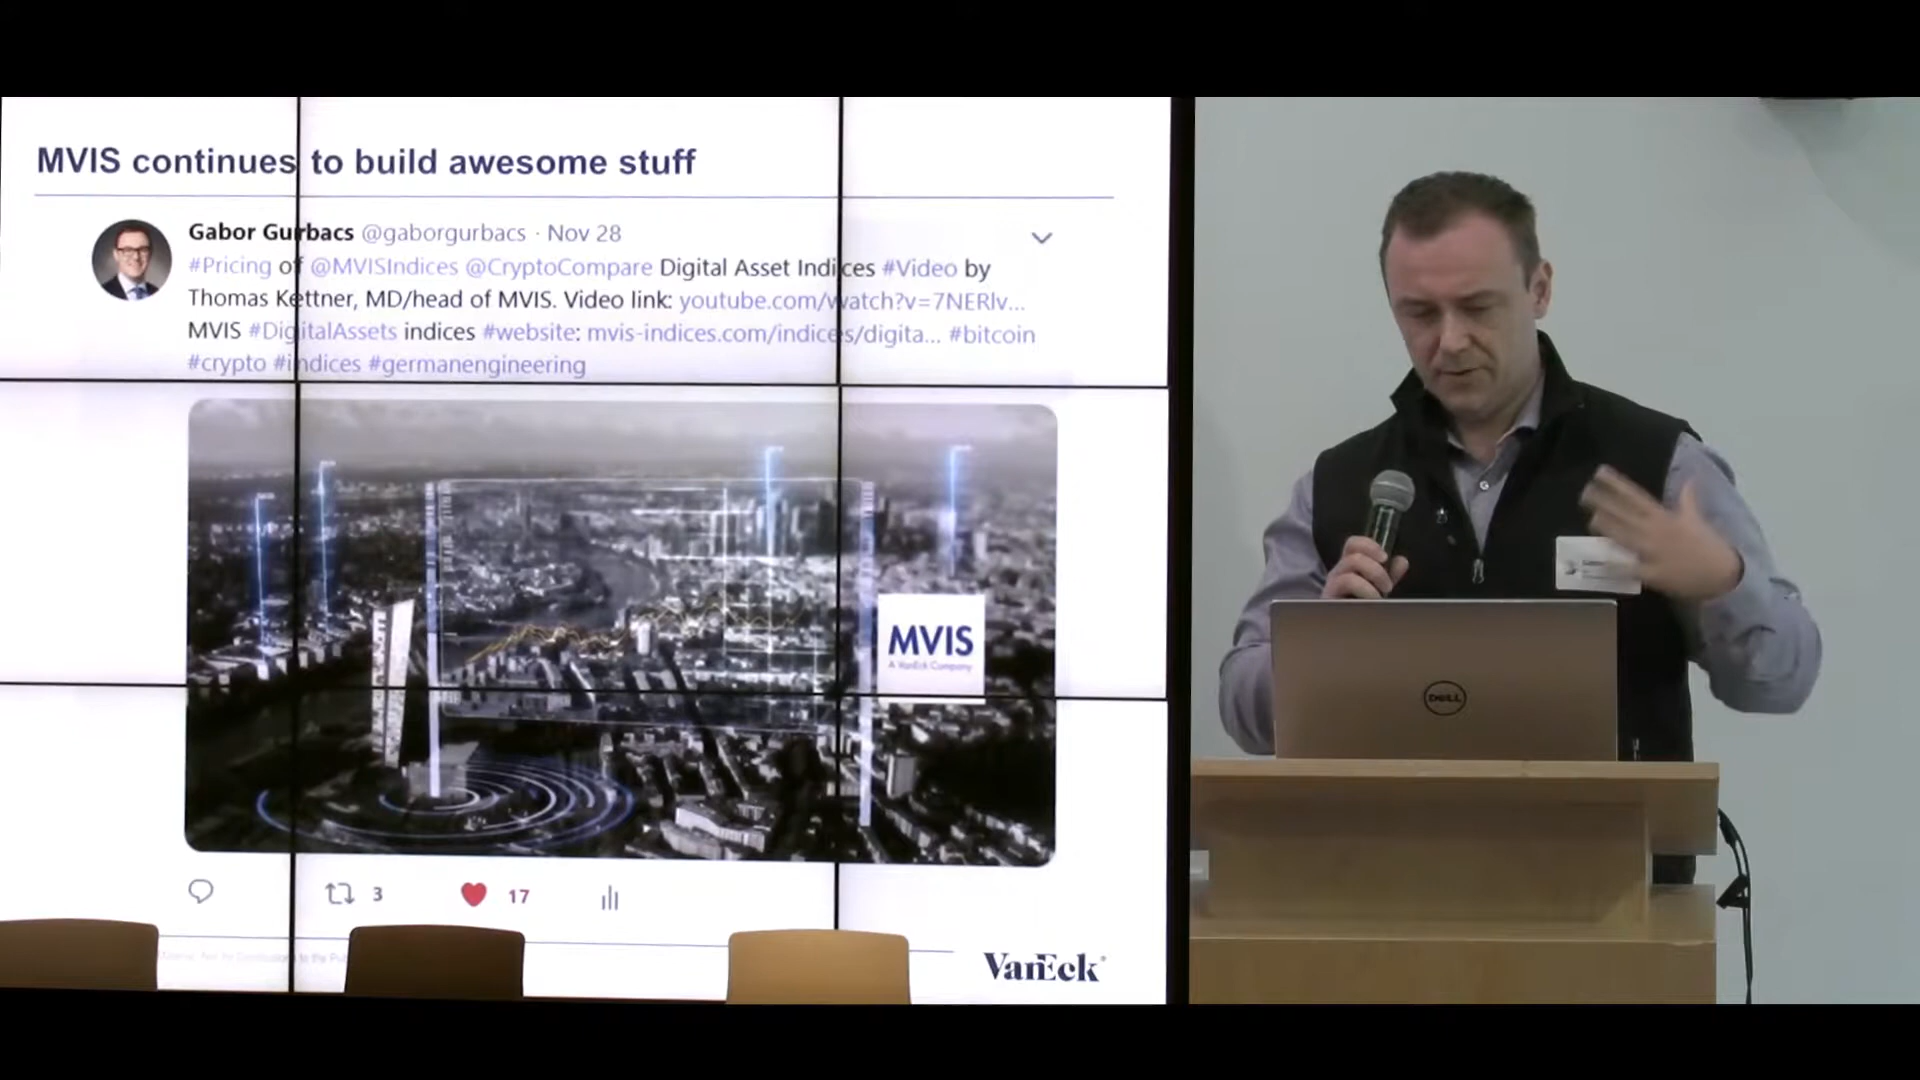 MVIS continues to build awesome stuff
Gabor Gurbacs @gaborgurbacs · Nov 28
#Pricing of @MVISIndices @CryptoCompare Digital Asset Indices #Video by
Thomas Kettner, MD/head of MVIS. Video link: youtube.com/watch?v=7NERlv...
MVIS #DigitalAssets indices #website: mvis-indices.com/indices/digita... #bitcoin
#crypto #indices #germanengineering
MVIS
A VanEck Company
3
17
VanEck®
DELL